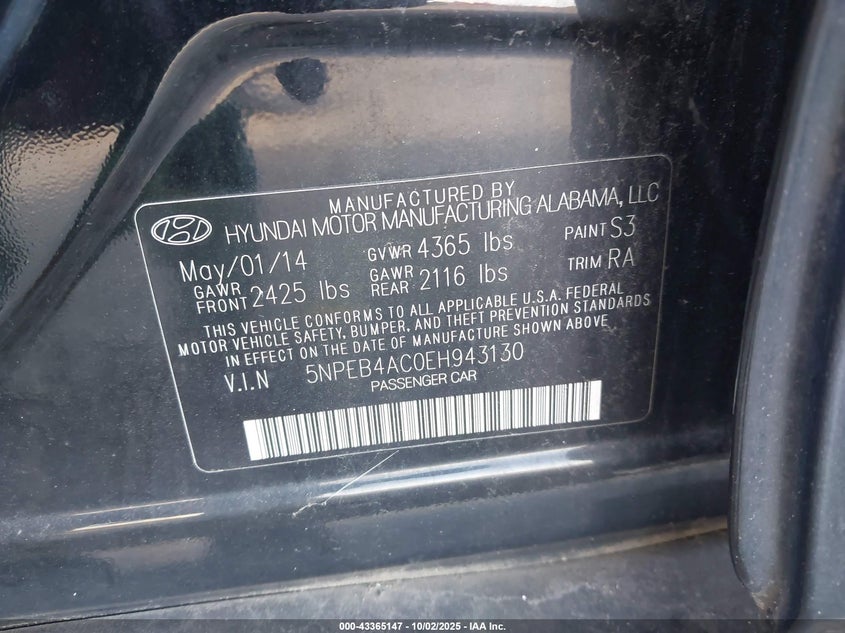 MANUFACTURED BY
HYUNDAI MOTOR MANUFACTURING ALABAMA, LLC
May/01/14 GVWR 4365 lbs PAINT S3
GAWR FRONT 2425 lbs GAWR REAR 2116 lbs TRIM RA
THIS VEHICLE CONFORMS TO ALL APPLICABLE U.S.A. FEDERAL
MOTOR VEHICLE SAFETY, BUMPER, AND THEFT PREVENTION STANDARDS
IN EFFECT ON THE DATE OF MANUFACTURE SHOWN ABOVE
V.I.N 5NPEB4AC0EH943130
PASSENGER CAR
000-43365147 - 10/02/2025 - IAA Inc.